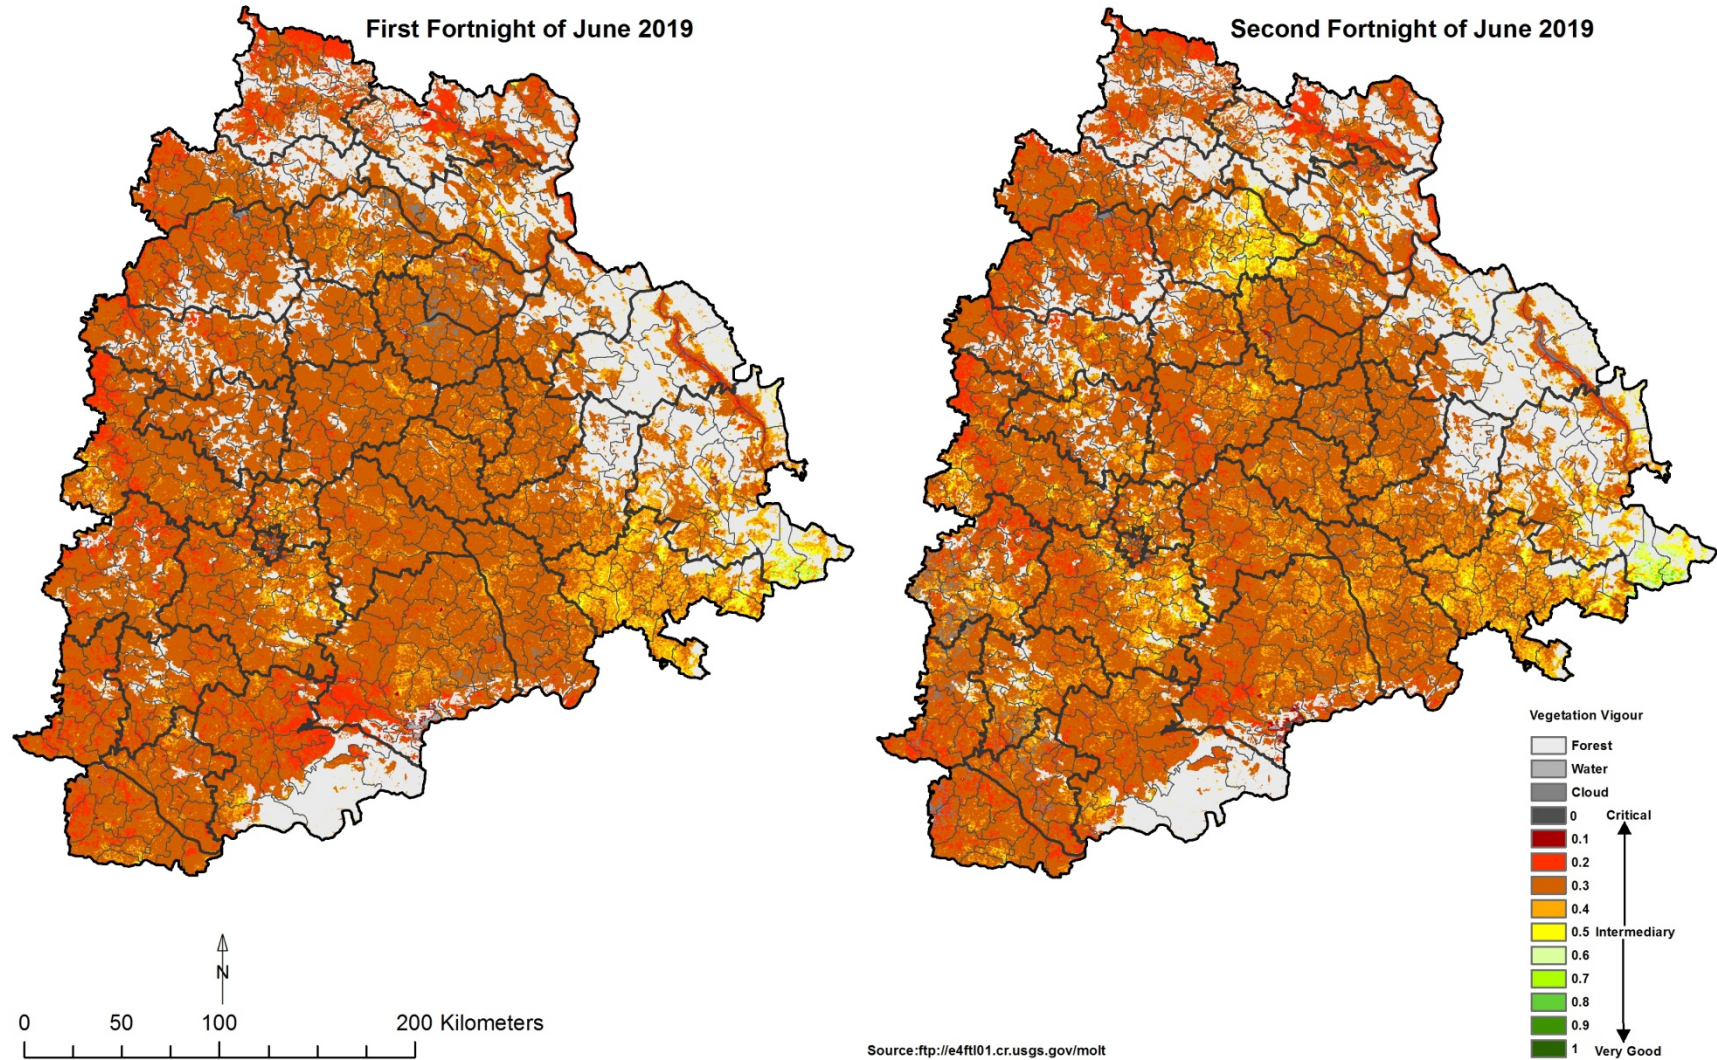 First Fortnight of June 2019
Second Fortnight of June 2019
Vegetation Vigour
Forest
Water
Cloud
0 Critical
0.1
0.2
0.3
0.4
0.5 Intermediary
0.6
0.7
0.8
0.9
1 Very Good
N
0 50 100 200 Kilometers
Source:ftp://e4ftl01.cr.usgs.gov/molt